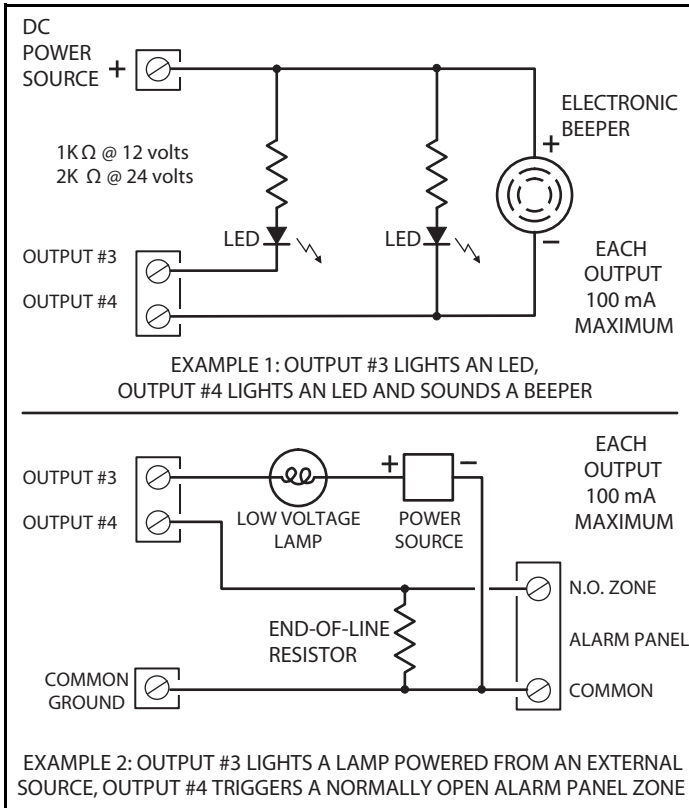 DC
POWER
SOURCE +
ELECTRONIC
BEEPER
+
1K Ω @ 12 volts
2K Ω @ 24 volts
LED
LED
–
OUTPUT #3
OUTPUT #4
EACH
OUTPUT
100 mA
MAXIMUM
EXAMPLE 1: OUTPUT #3 LIGHTS AN LED,
OUTPUT #4 LIGHTS AN LED AND SOUNDS A BEEPER
OUTPUT #3
OUTPUT #4
+ –
LOW VOLTAGE
LAMP
POWER
SOURCE
EACH
OUTPUT
100 mA
MAXIMUM
N.O. ZONE
END-OF-LINE
RESISTOR
ALARM PANEL
COMMON
GROUND
COMMON
EXAMPLE 2: OUTPUT #3 LIGHTS A LAMP POWERED FROM AN EXTERNAL
SOURCE, OUTPUT #4 TRIGGERS A NORMALLY OPEN ALARM PANEL ZONE